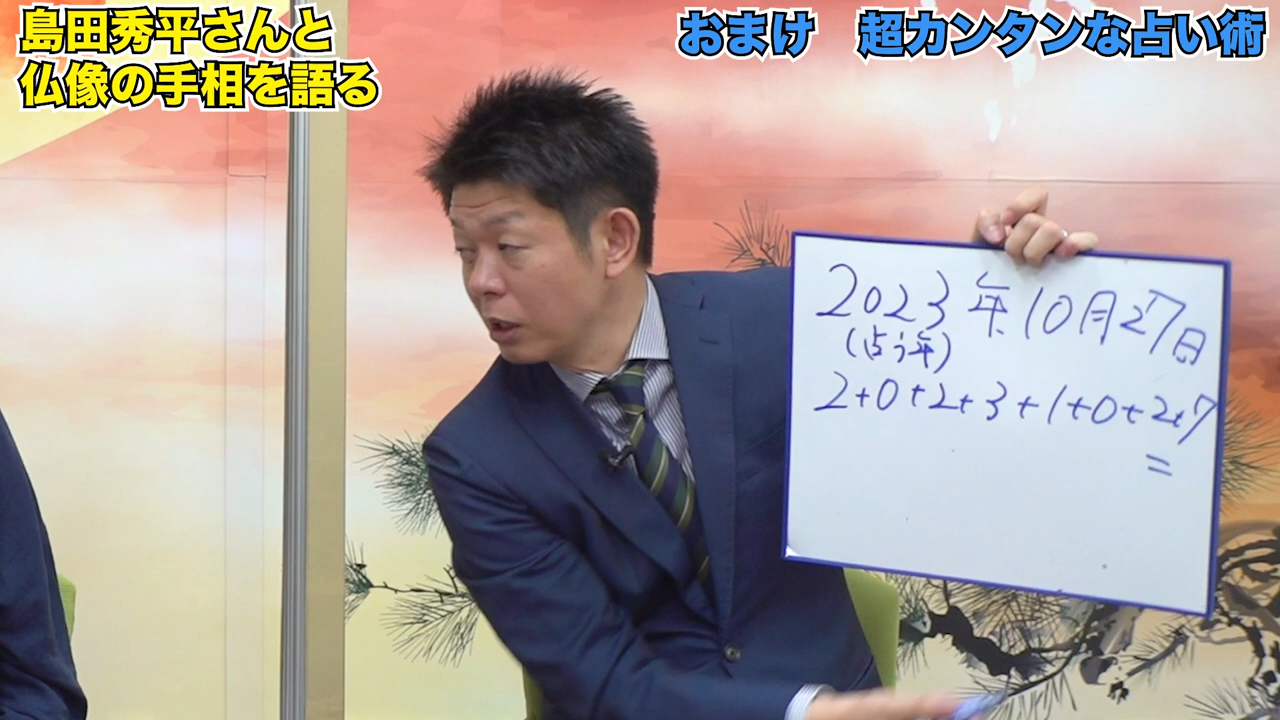 島田秀平さんと
仏像の手相を語る
おまけ　超カンタンな占い術
2023年10月27日
(占う年)
2+0+2+3+1+0+2+7
=